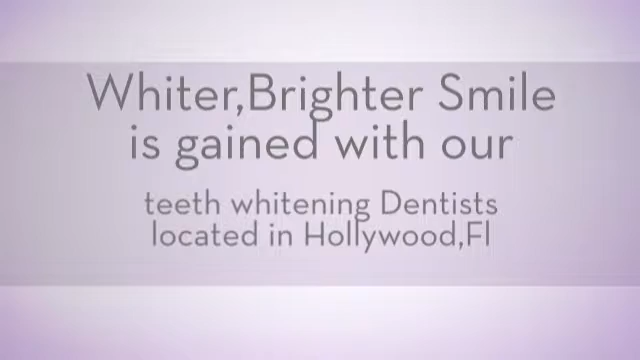 Whiter,Brighter Smile
is gained with our
teeth whitening Dentists
located in Hollywood,Fl